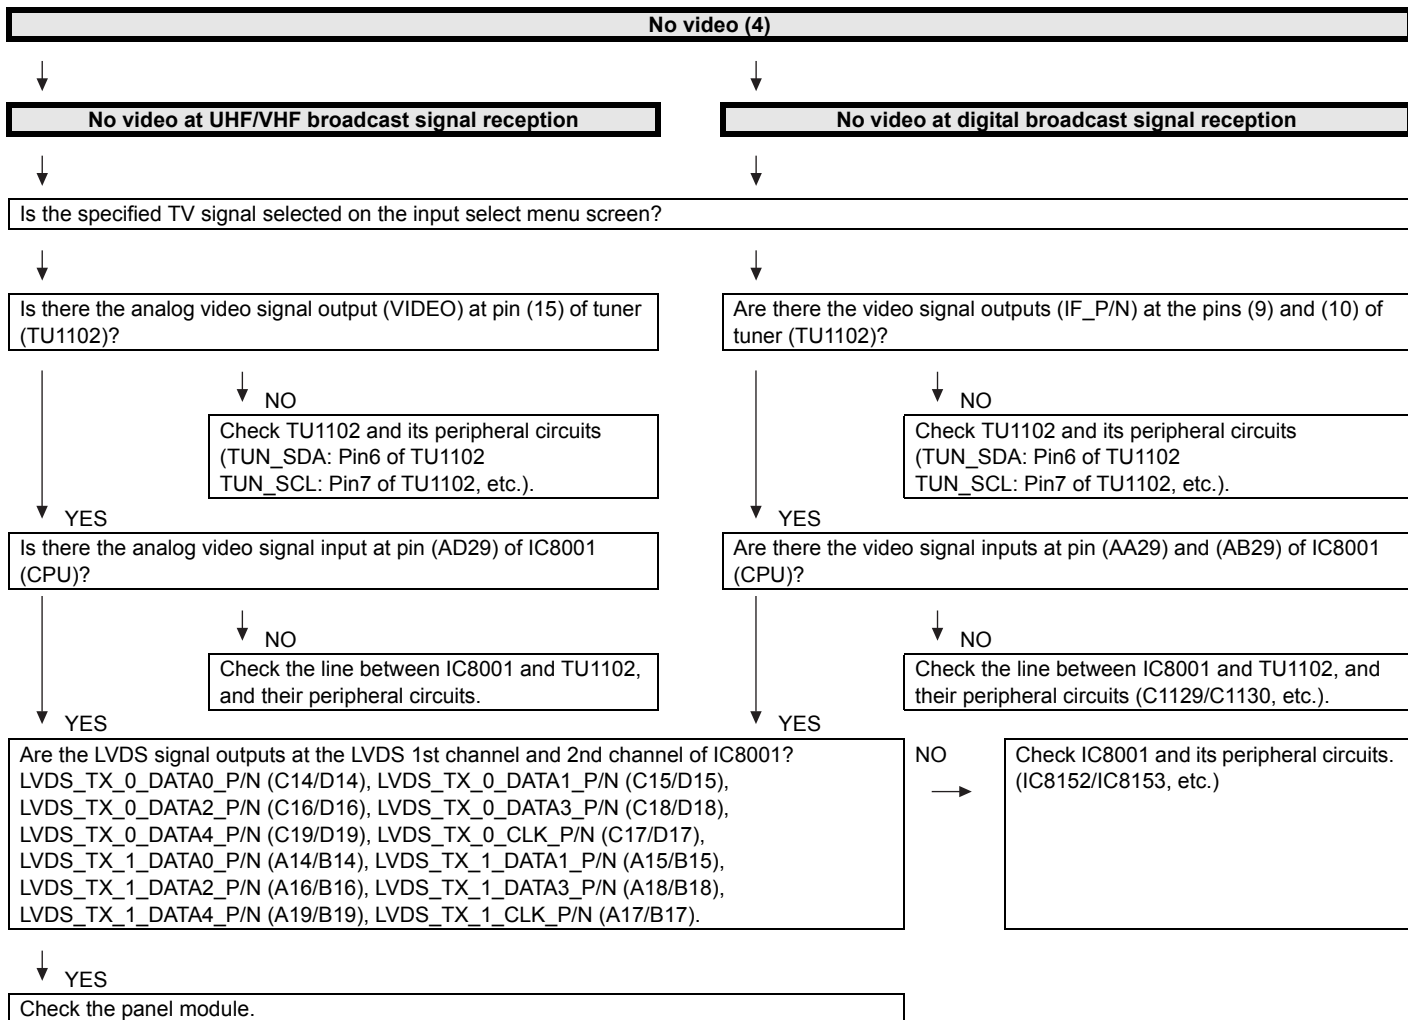 No video (4)
No video at UHF/VHF broadcast signal reception
No video at digital broadcast signal reception
Is the specified TV signal selected on the input select menu screen?
Is there the analog video signal output (VIDEO) at pin (15) of tuner
(TU1102)?
Are there the video signal outputs (IF_P/N) at the pins (9) and (10) of
tuner (TU1102)?
NO
Check TU1102 and its peripheral circuits
(TUN_SDA: Pin6 of TU1102
TUN_SCL: Pin7 of TU1102, etc.).
NO
Check TU1102 and its peripheral circuits
(TUN_SDA: Pin6 of TU1102
TUN_SCL: Pin7 of TU1102, etc.).
YES
Is there the analog video signal input at pin (AD29) of IC8001
(CPU)?
YES
Are there the video signal inputs at pin (AA29) and (AB29) of IC8001
(CPU)?
NO
Check the line between IC8001 and TU1102,
and their peripheral circuits.
NO
Check the line between IC8001 and TU1102, and
their peripheral circuits (C1129/C1130, etc.).
YES
YES
Are the LVDS signal outputs at the LVDS 1st channel and 2nd channel of IC8001?
LVDS_TX_0_DATA0_P/N (C14/D14), LVDS_TX_0_DATA1_P/N (C15/D15),
LVDS_TX_0_DATA2_P/N (C16/D16), LVDS_TX_0_DATA3_P/N (C18/D18),
LVDS_TX_0_DATA4_P/N (C19/D19), LVDS_TX_0_CLK_P/N (C17/D17),
LVDS_TX_1_DATA0_P/N (A14/B14), LVDS_TX_1_DATA1_P/N (A15/B15),
LVDS_TX_1_DATA2_P/N (A16/B16), LVDS_TX_1_DATA3_P/N (A18/B18),
LVDS_TX_1_DATA4_P/N (A19/B19), LVDS_TX_1_CLK_P/N (A17/B17).
NO
Check IC8001 and its peripheral circuits.
(IC8152/IC8153, etc.)
YES
Check the panel module.